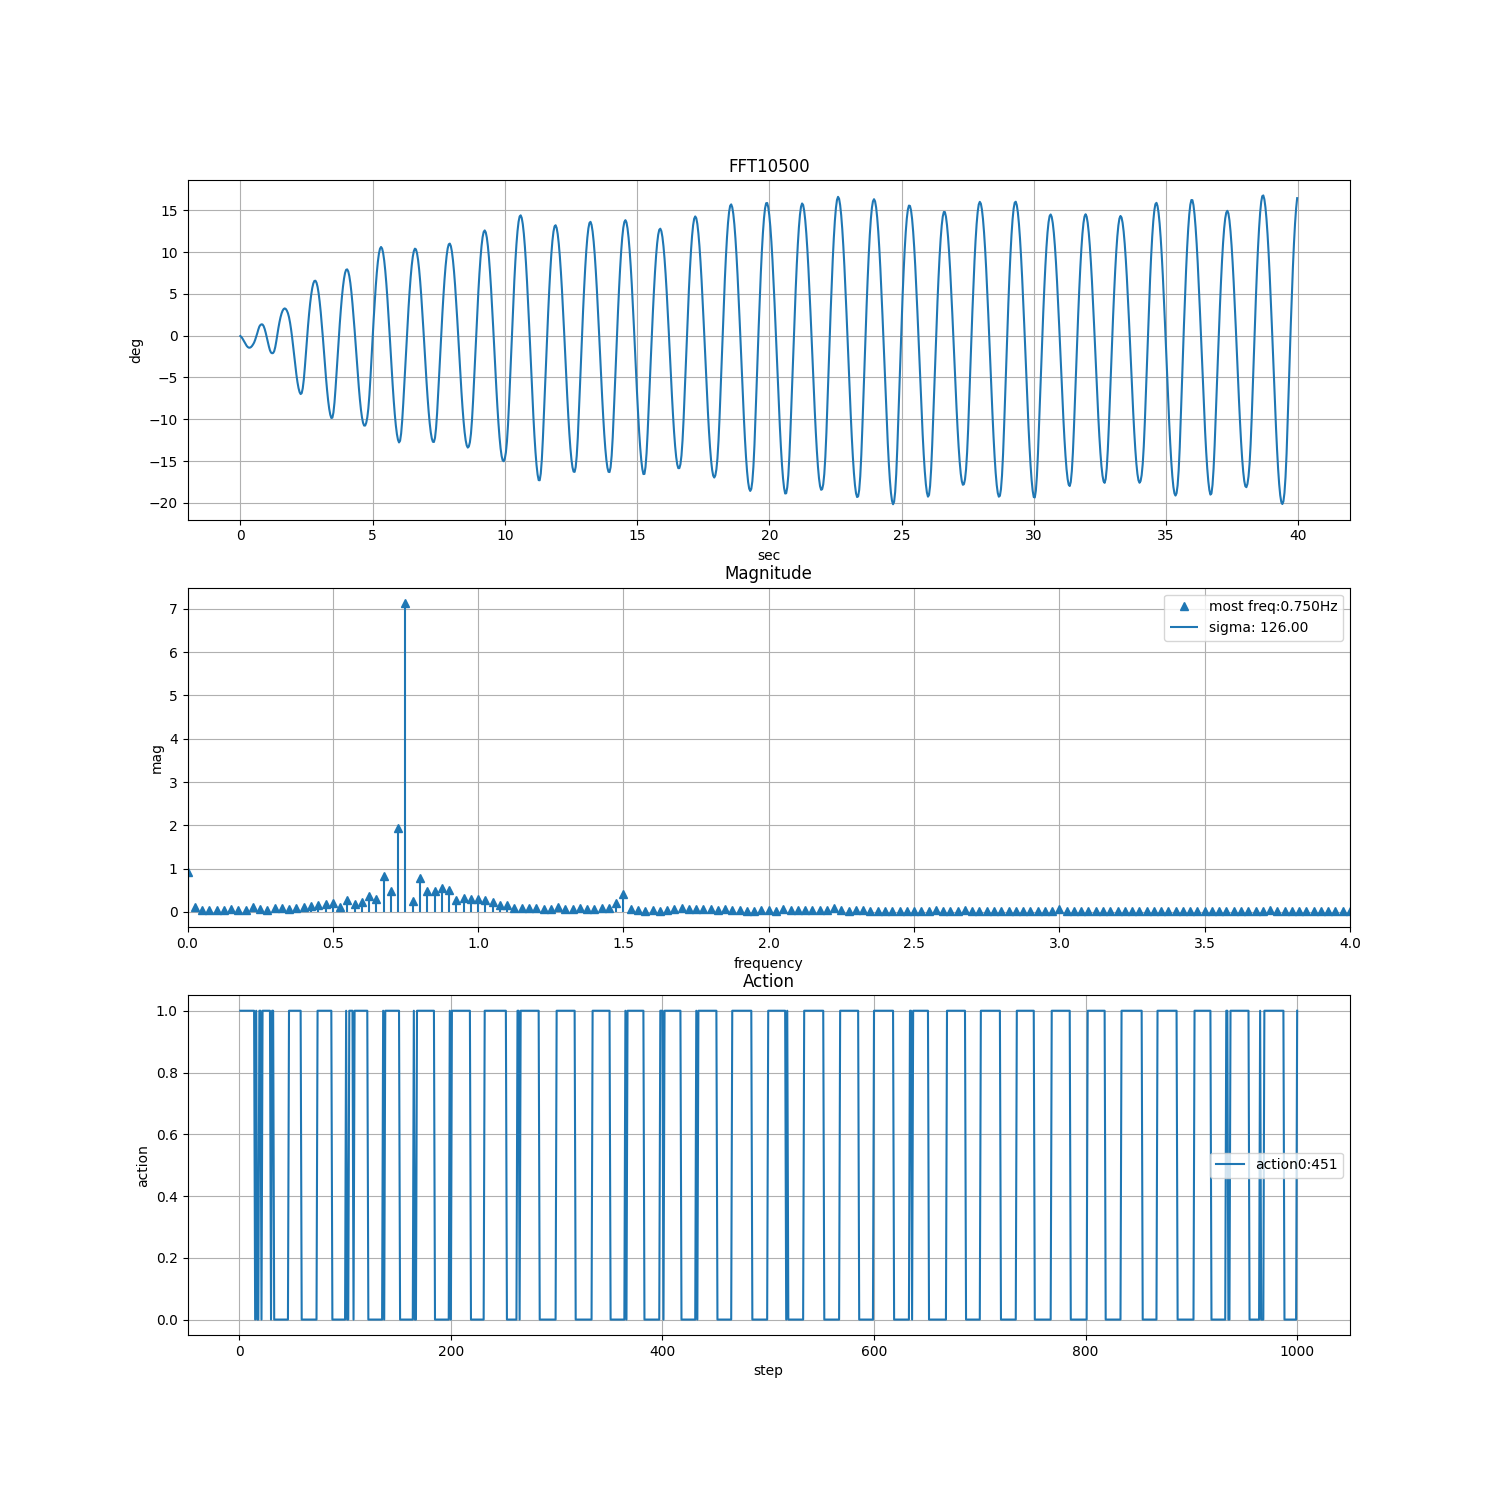 FFT10500
15
10
5
0
−5
−10
−15
−20
deg
0 5 10 15 20 25 30 35 40
sec
Magnitude
7
6
5
4
3
2
1
0
mag
most freq:0.750Hz
sigma: 126.00
0.0 0.5 1.0 1.5 2.0 2.5 3.0 3.5 4.0
frequency
Action
1.0
0.8
0.6
0.4
0.2
0.0
action
action0:451
0 200 400 600 800 1000
step